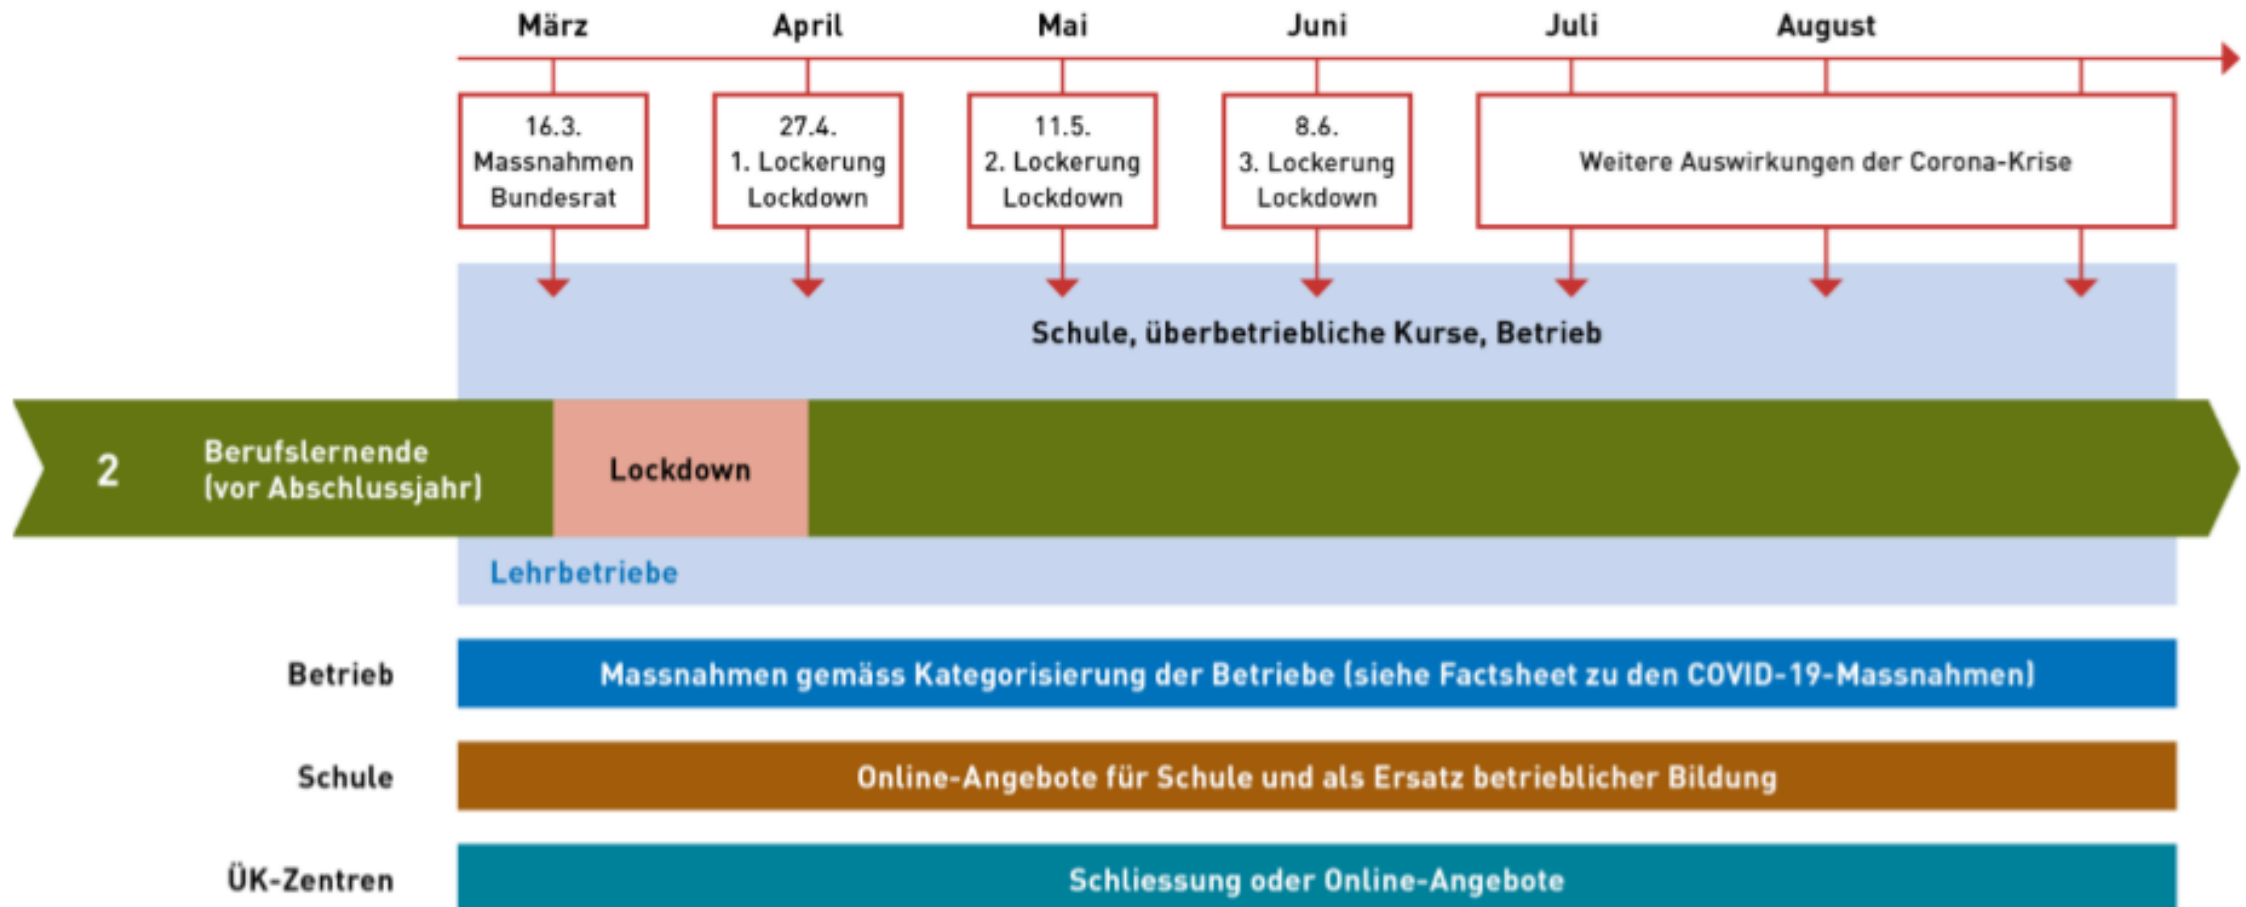 März
April
Mai
Juni
Juli
August
16.3.
Massnahmen
Bundesrat
27.4.
1. Lockerung
Lockdown
11.5.
2. Lockerung
Lockdown
8.6.
3. Lockerung
Lockdown
Weitere Auswirkungen der Corona-Krise
Schule, überbetriebliche Kurse, Betrieb
2
Berufslernende
(vor Abschlussjahr)
Lockdown
Lehrbetriebe
Betrieb
Massnahmen gemäss Kategorisierung der Betriebe (siehe Factsheet zu den COVID-19-Massnahmen)
Schule
Online-Angebote für Schule und als Ersatz betrieblicher Bildung
ÜK-Zentren
Schliessung oder Online-Angebote